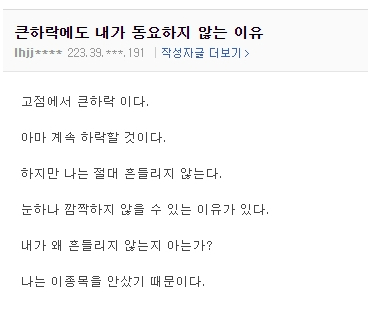 큰하락에도 내가 동요하지 않는 이유
lhjj**** 223.39.***.191 | 작성자글 더보기 >
고점에서 큰하락 이다.
아마 계속 하락할 것이다.
하지만 나는 절대 흔들리지 않는다.
눈하나 깜짝하지 않을 수 있는 이유가 있다.
내가 왜 흔들리지 않는지 아는가?
나는 이종목을 안샀기 때문이다.